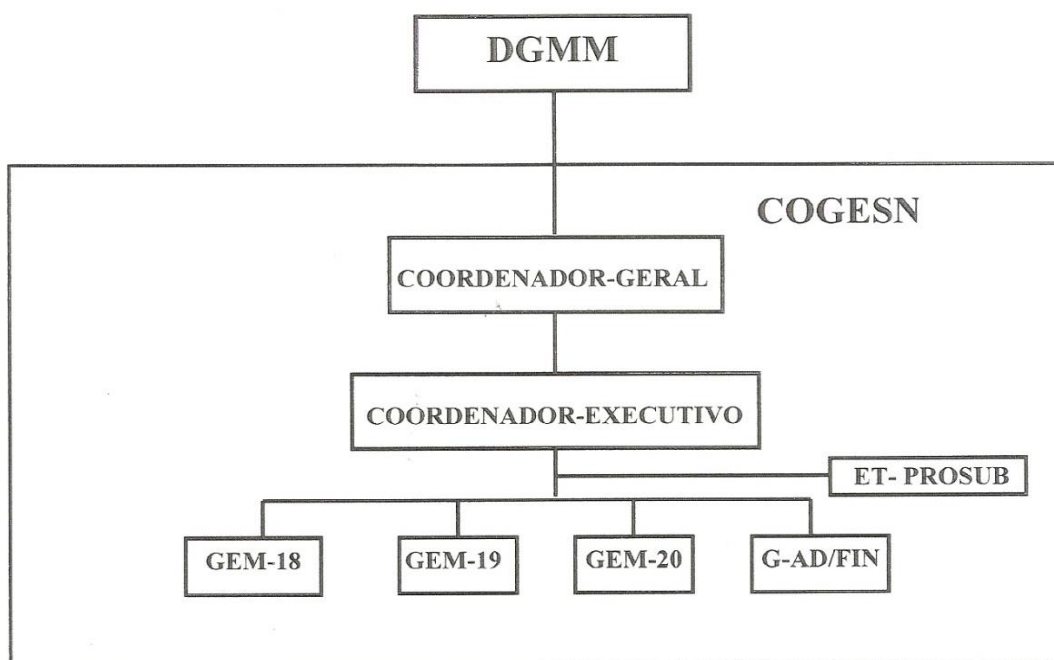 DGMM
COGESN
COORDENADOR-GERAL
COORDENADOR-EXECUTIVO
ET- PROSUB
GEM-18
GEM-19
GEM-20
G-AD/FIN